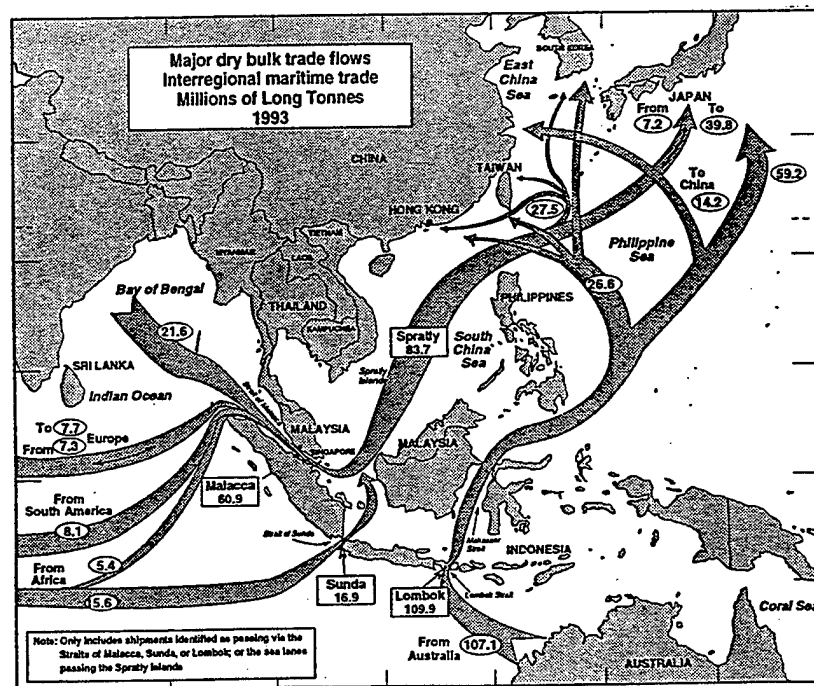 Major dry bulk trade flows
Interregional maritime trade
Millions of Long Tonnes
1993
SOUTH KOREA
East
China
Sea
JAPAN
From
7.2
To
39.8
CHINA
TAIWAN
To
China
14.2
59.2
HONG KONG
27.5
Philippine
Sea
MYANMAR
VIETNAM
LAOS
THAILAND
KAMPUCHEA
Bay of Bengal
21.6
26.6
PHILIPPINES
Spratly
83.7
South
China
Sea
Spratly
Islands
SRI LANKA
Indian Ocean
Strait of Malacca
MALAYSIA
SINGAPORE
MALAYSIA
To 7.7
From 7.3
Europe
Malacca
60.9
From
South America
8.1
Strait of Sunda
Makassar
Strait
INDONESIA
From
Africa
5.4
5.6
Sunda
16.9
Lombok
109.9
Lombok Strait
Coral Sea
From
Australia
107.1
AUSTRALIA
Note: Only includes shipments identified as passing via the
Straits of Malacca, Sunda, or Lombok; or the sea lanes
passing the Spratly Islands